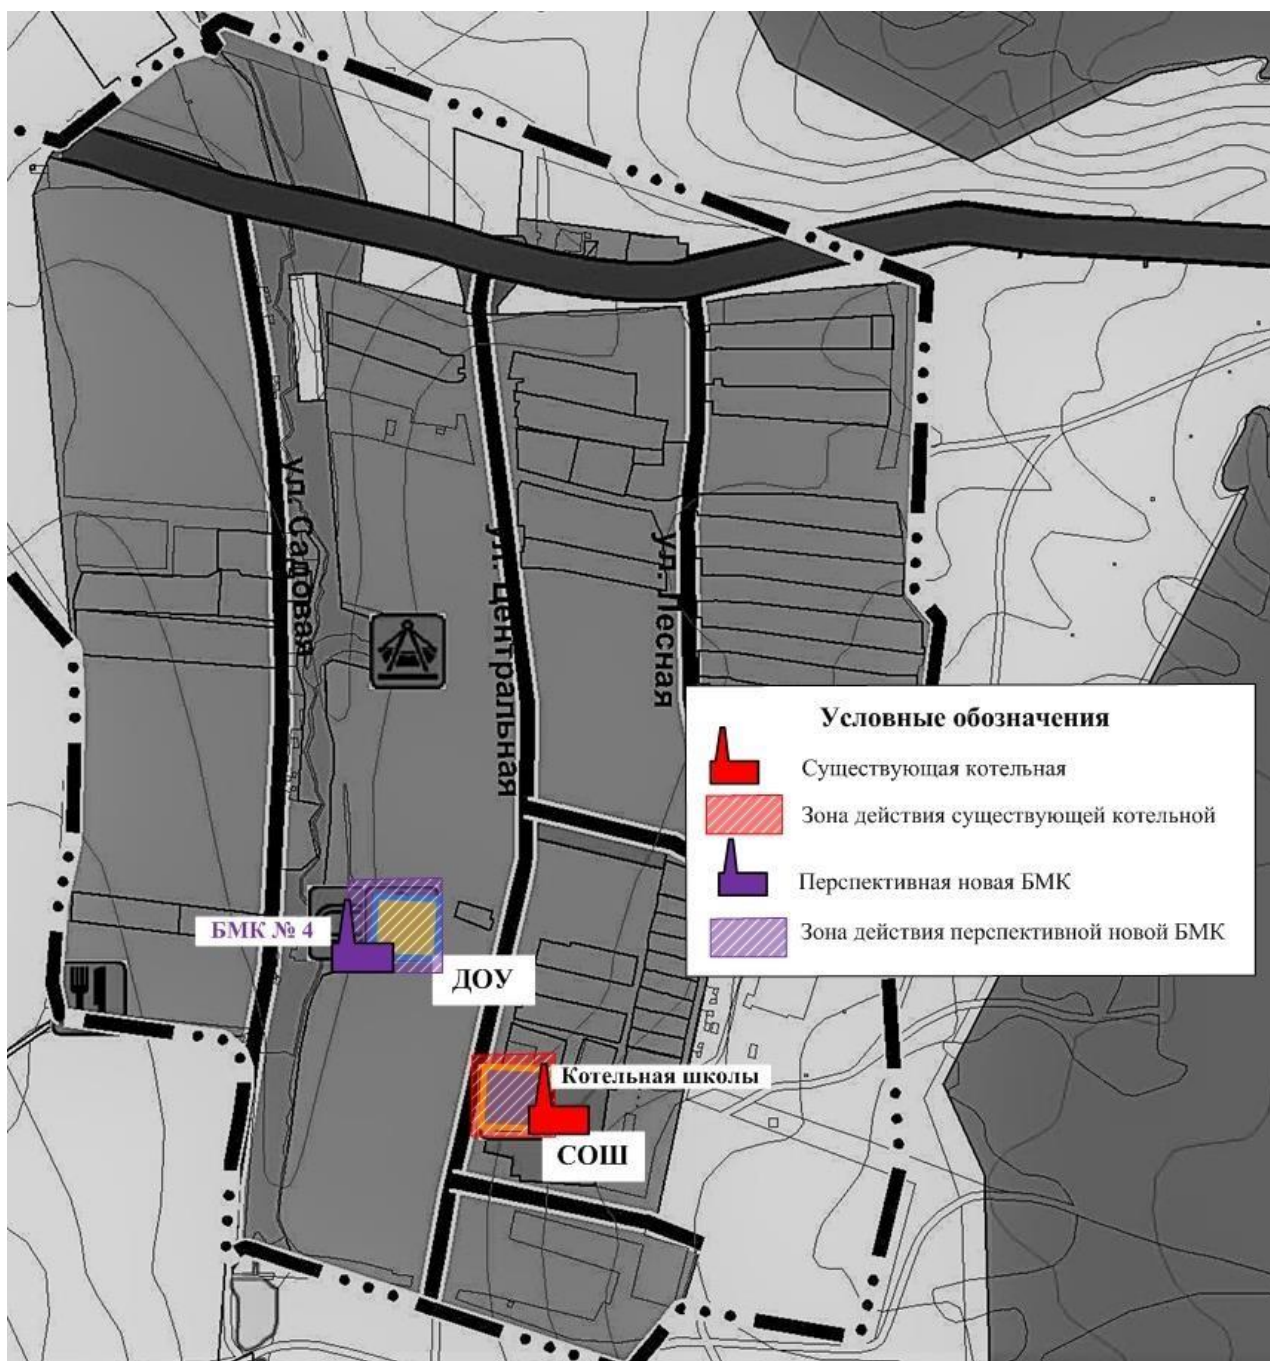 ул. Садовая
ул. Центральная
ул. Лесная
Условные обозначения
Существующая котельная
Зона действия существующей котельной
Перспективная новая БМК
Зона действия перспективной новой БМК
БМК № 4
ДОУ
Котельная школы
СОШ